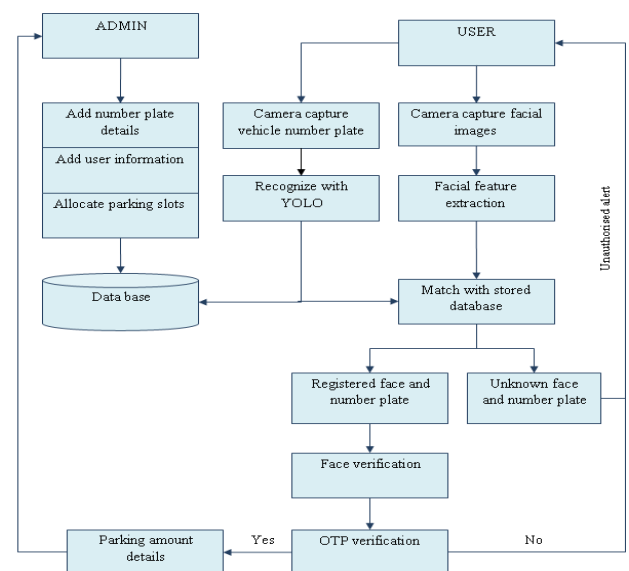 ADMIN
USER
Add number plate
details
Add user information
Allocate parking slots
Camera capture
vehicle number plate
Camera capture facial
images
Recognize with
YOLO
Facial feature
extraction
Unauthorised alert
Data base
Match with stored
database
Registered face and
number plate
Unknown face
and number plate
Face verification
Parking amount
details
Yes
OTP verification
No